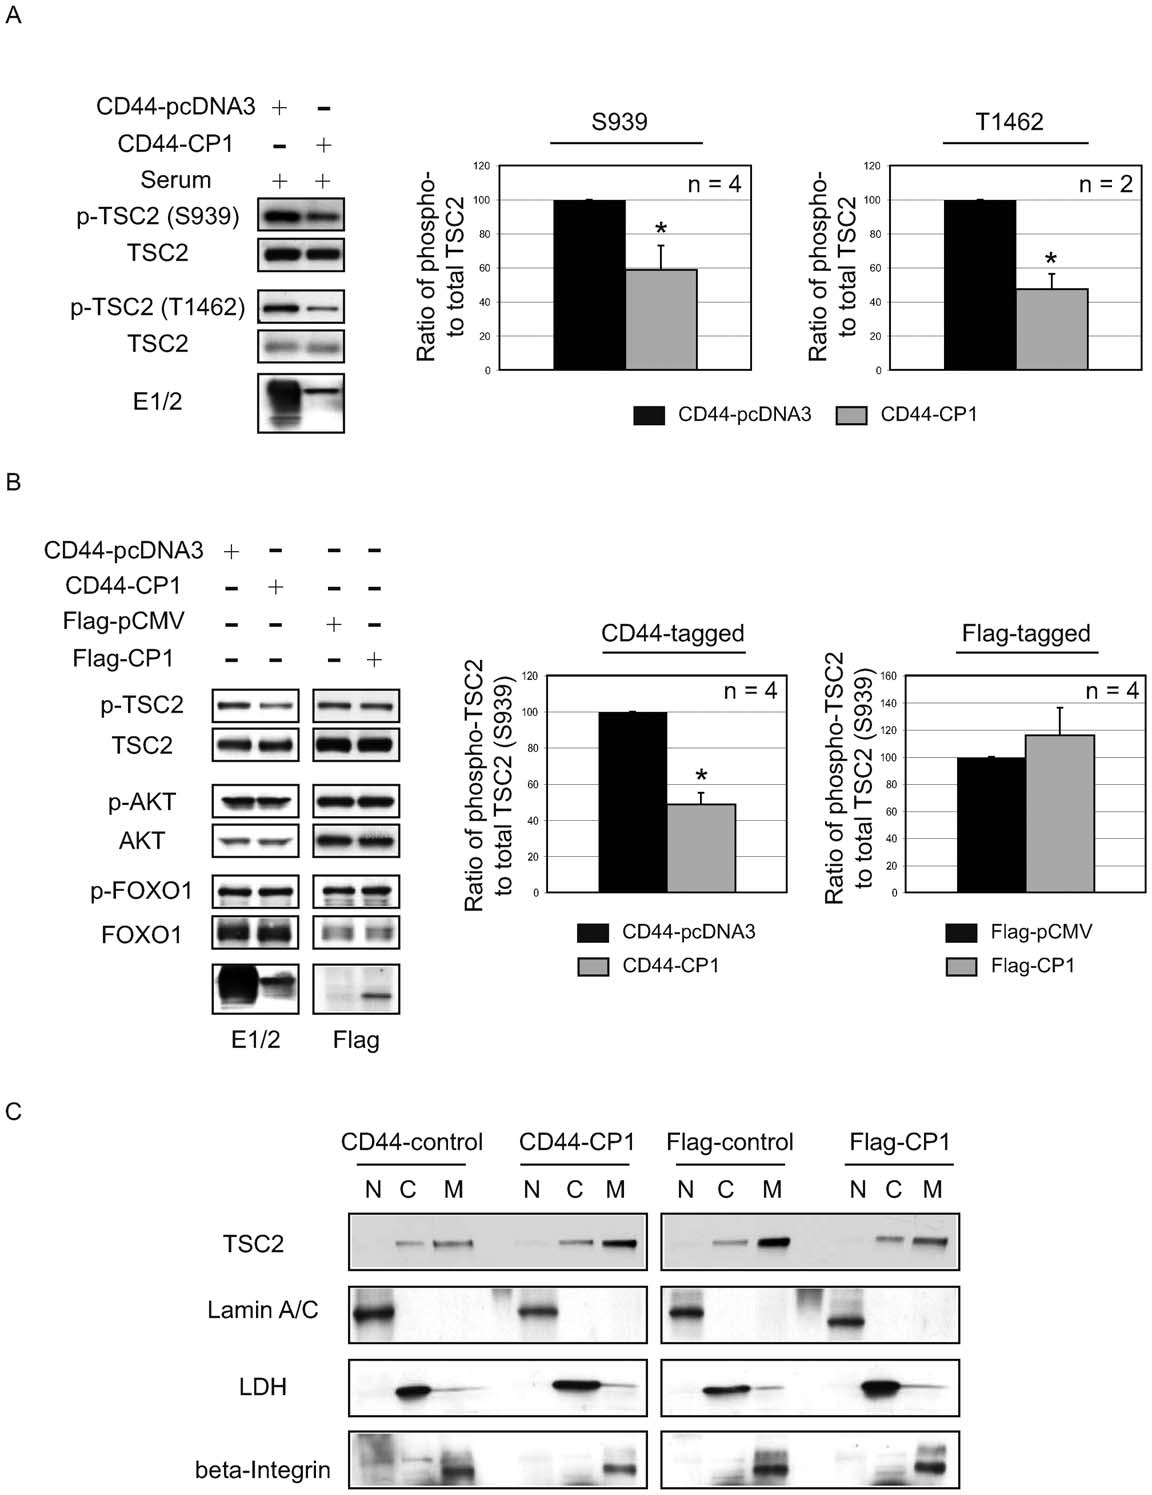 A
CD44-pcDNA3 + -
CD44-CP1 - +
Serum + +
p-TSC2 (S939)
TSC2
p-TSC2 (T1462)
TSC2
E1/2
S939
Ratio of phospho-
to total TSC2
120
100
80
60
40
20
0
n = 4
*
T1462
Ratio of phospho-
to total TSC2
120
100
80
60
40
20
0
n = 2
*
CD44-pcDNA3 CD44-CP1
B
CD44-pcDNA3 + - - -
CD44-CP1 - + - -
Flag-pCMV - - + -
Flag-CP1 - - - +
p-TSC2
TSC2
p-AKT
AKT
p-FOXO1
FOXO1
E1/2 Flag
CD44-tagged
Ratio of phospho-TSC2
to total TSC2 (S939)
120
100
80
60
40
20
0
n = 4
*
CD44-pcDNA3
CD44-CP1
Flag-tagged
Ratio of phospho-TSC2
to total TSC2 (S939)
160
140
120
100
80
60
40
20
0
n = 4
Flag-pCMV
Flag-CP1
C
CD44-control CD44-CP1 Flag-control Flag-CP1
N C M N C M N C M N C M
TSC2
Lamin A/C
LDH
beta-Integrin